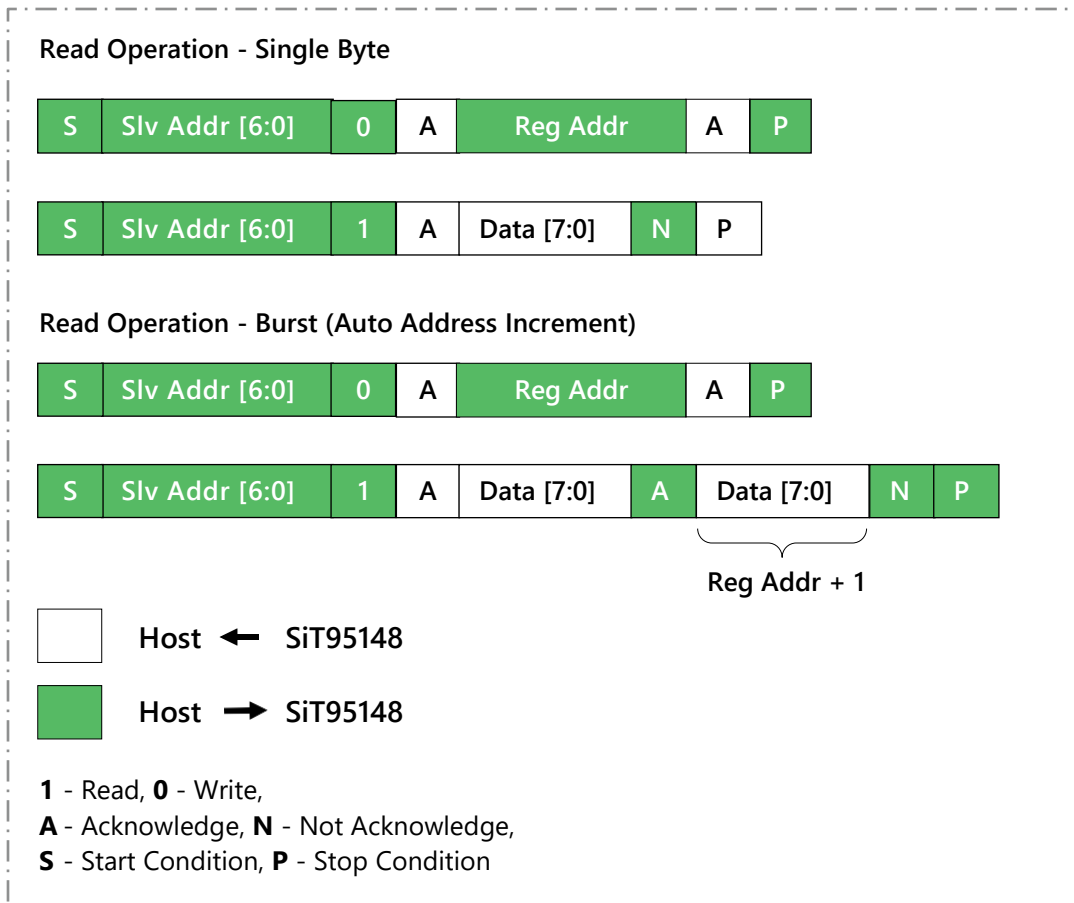 Read Operation - Single Byte
S Slv Addr [6:0] 0 A Reg Addr A P
S Slv Addr [6:0] 1 A Data [7:0] N P
Read Operation - Burst (Auto Address Increment)
S Slv Addr [6:0] 0 A Reg Addr A P
S Slv Addr [6:0] 1 A Data [7:0] A Data [7:0] N P
Reg Addr + 1
Host ← SiT95148
Host → SiT95148
1 - Read, 0 - Write,
A - Acknowledge, N - Not Acknowledge,
S - Start Condition, P - Stop Condition